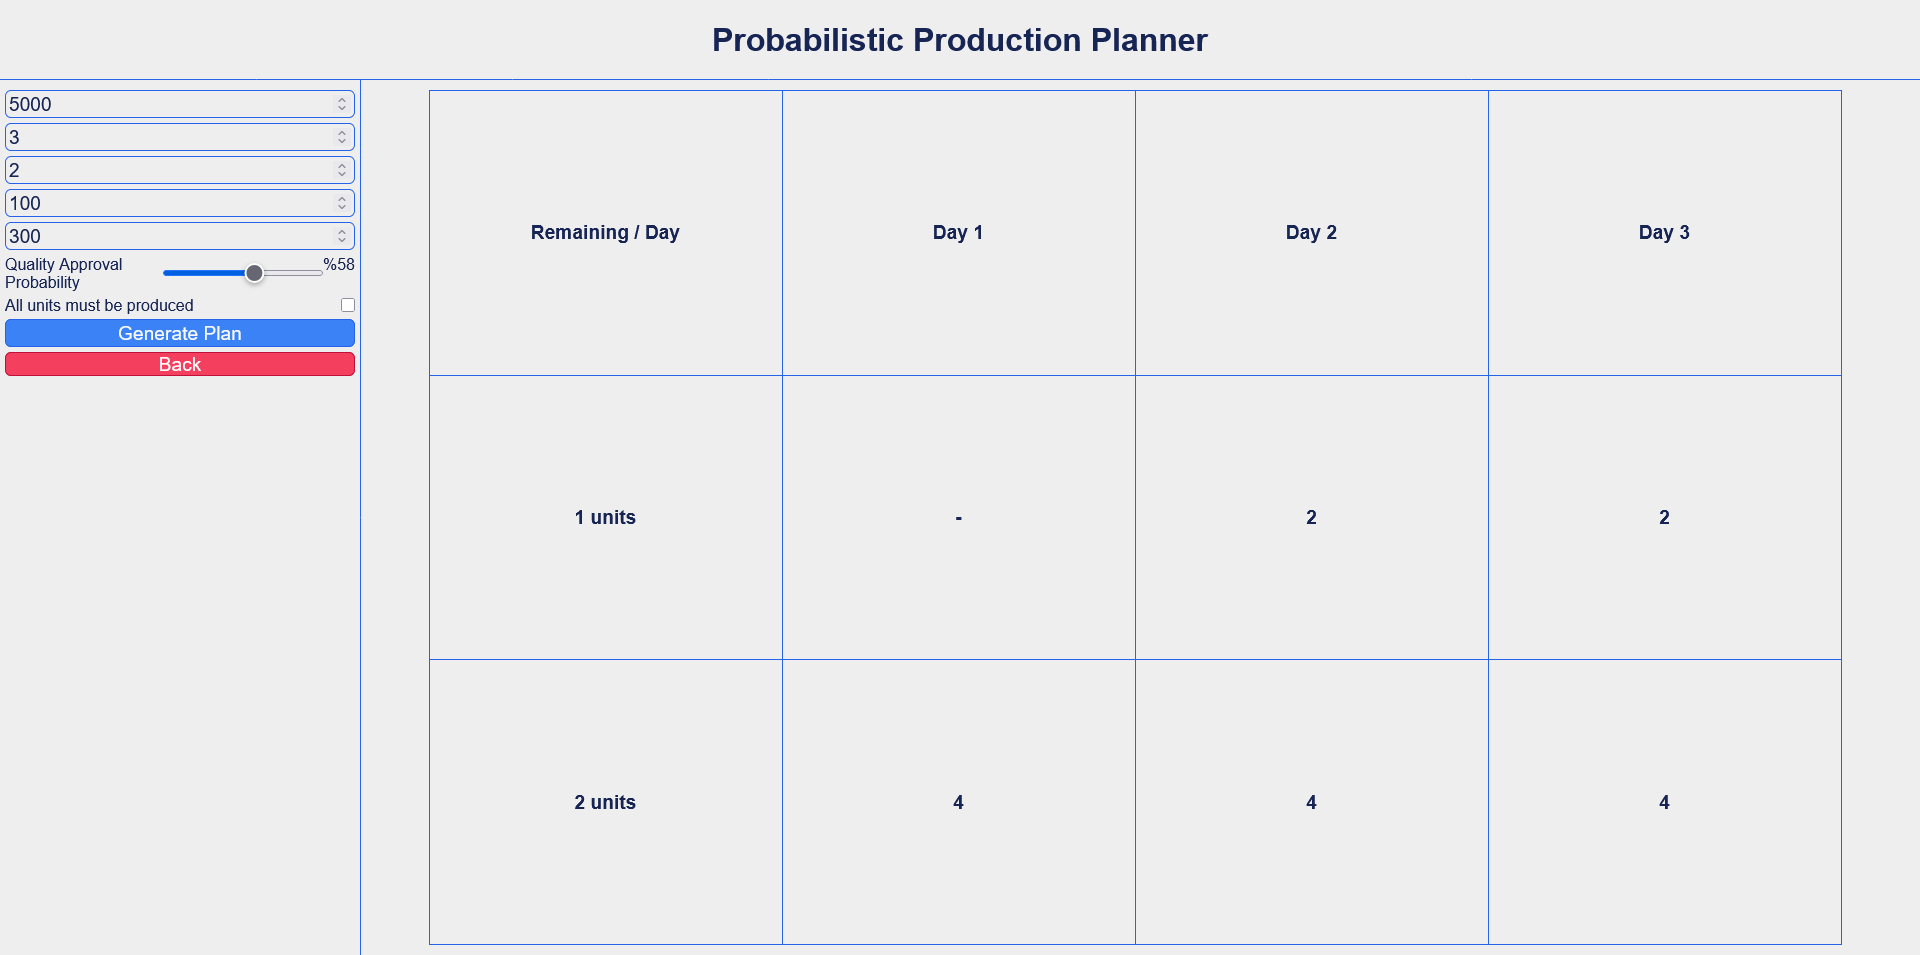 Probabilistic Production Planner
5000
3
2
100
300
Quality Approval
Probability
%58
All units must be produced
Generate Plan
Back
Remaining / Day
Day 1
Day 2
Day 3
1 units
-
2
2
2 units
4
4
4